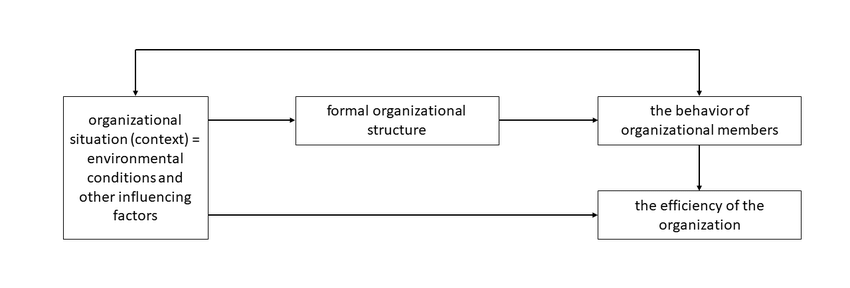 organizational
situation (context) =
environmental
conditions and
other influencing
factors
formal organizational
structure
the behavior of
organizational members
the efficiency of the
organization